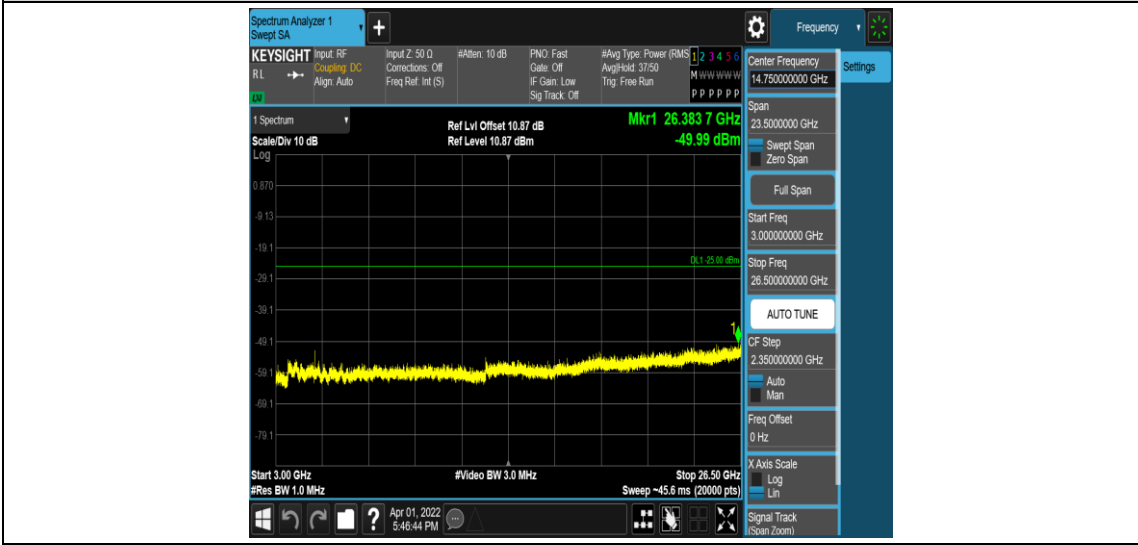 Spectrum Analyzer 1
Swept SA
+
Frequency
KEYSIGHT
RL
LXI
Input: RF
Coupling: DC
Align: Auto
Input Z: 50 Ω
Corrections: Off
Freq Ref: Int (S)
#Atten: 10 dB
PNO: Fast
Gate: Off
IF Gain: Low
Sig Track: Off
#Avg Type: Power (RMS
Avg|Hold: 37/50
Trig: Free Run
1 2 3 4 5 6
M W W W W W
P P P P P P
1 Spectrum
Scale/Div 10 dB
Log
Ref Lvl Offset 10.87 dB
Ref Level 10.87 dBm
Mkr1 26.383 7 GHz
-49.99 dBm
0.870
-9.13
-19.1
DL1 -25.00 dBm
-29.1
-39.1
1
-49.1
-59.1
-69.1
-79.1
Start 3.00 GHz
#Res BW 1.0 MHz
#Video BW 3.0 MHz
Stop 26.50 GHz
Sweep ~45.6 ms (20000 pts)
?
Apr 01, 2022
5:46:44 PM
Center Frequency
14.750000000 GHz
Span
23.5000000 GHz
Swept Span
Zero Span
Full Span
Start Freq
3.000000000 GHz
Stop Freq
26.500000000 GHz
AUTO TUNE
CF Step
2.350000000 GHz
Auto
Man
Freq Offset
0 Hz
X Axis Scale
Log
Lin
Signal Track
(Span Zoom)
Settings